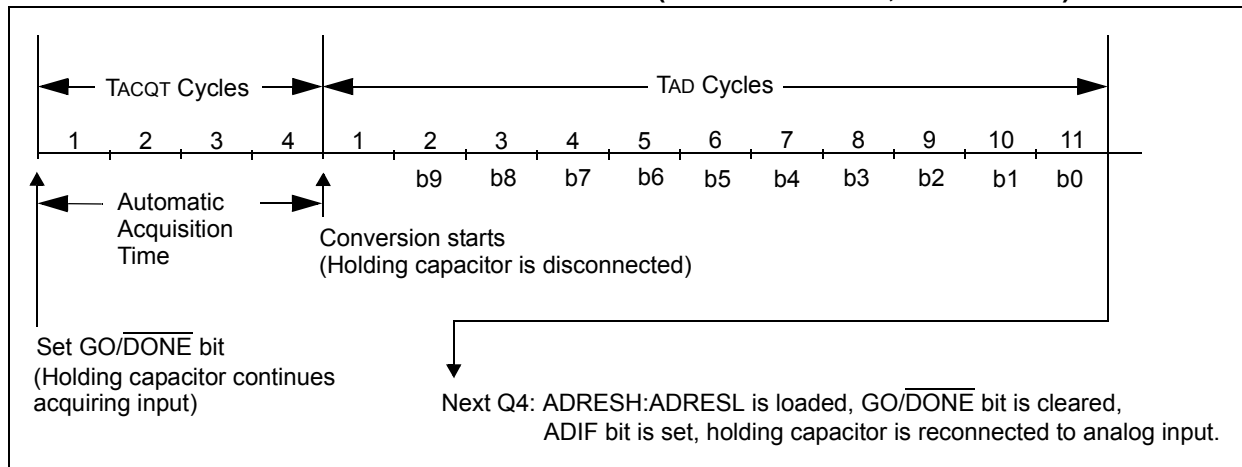 TACQT Cycles
TAD Cycles
1 2 3 4 1 2 3 4 5 6 7 8 9 10 11
b9 b8 b7 b6 b5 b4 b3 b2 b1 b0
Automatic
Acquisition
Time
Conversion starts
(Holding capacitor is disconnected)
Set GO/DONE bit
(Holding capacitor continues
acquiring input)
Next Q4: ADRESH:ADRESL is loaded, GO/DONE bit is cleared,
ADIF bit is set, holding capacitor is reconnected to analog input.